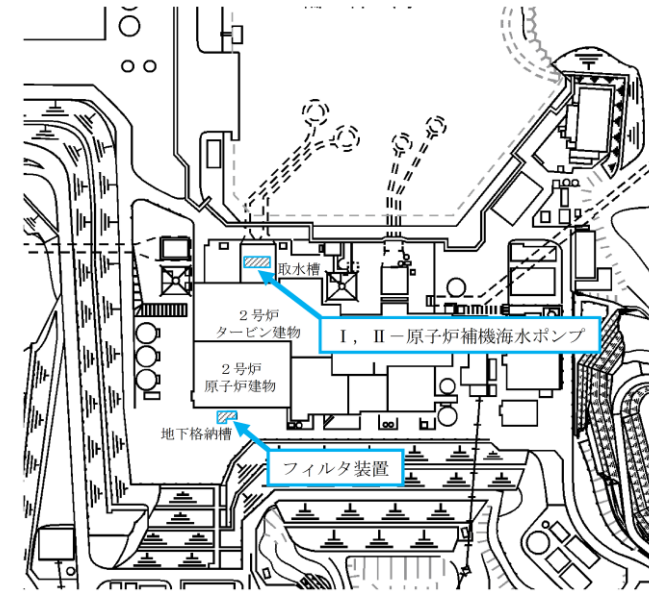 取水槽
２号炉
タービン建物
Ⅰ，Ⅱ－原子炉補機海水ポンプ
２号炉
原子炉建物
地下格納槽
フィルタ装置